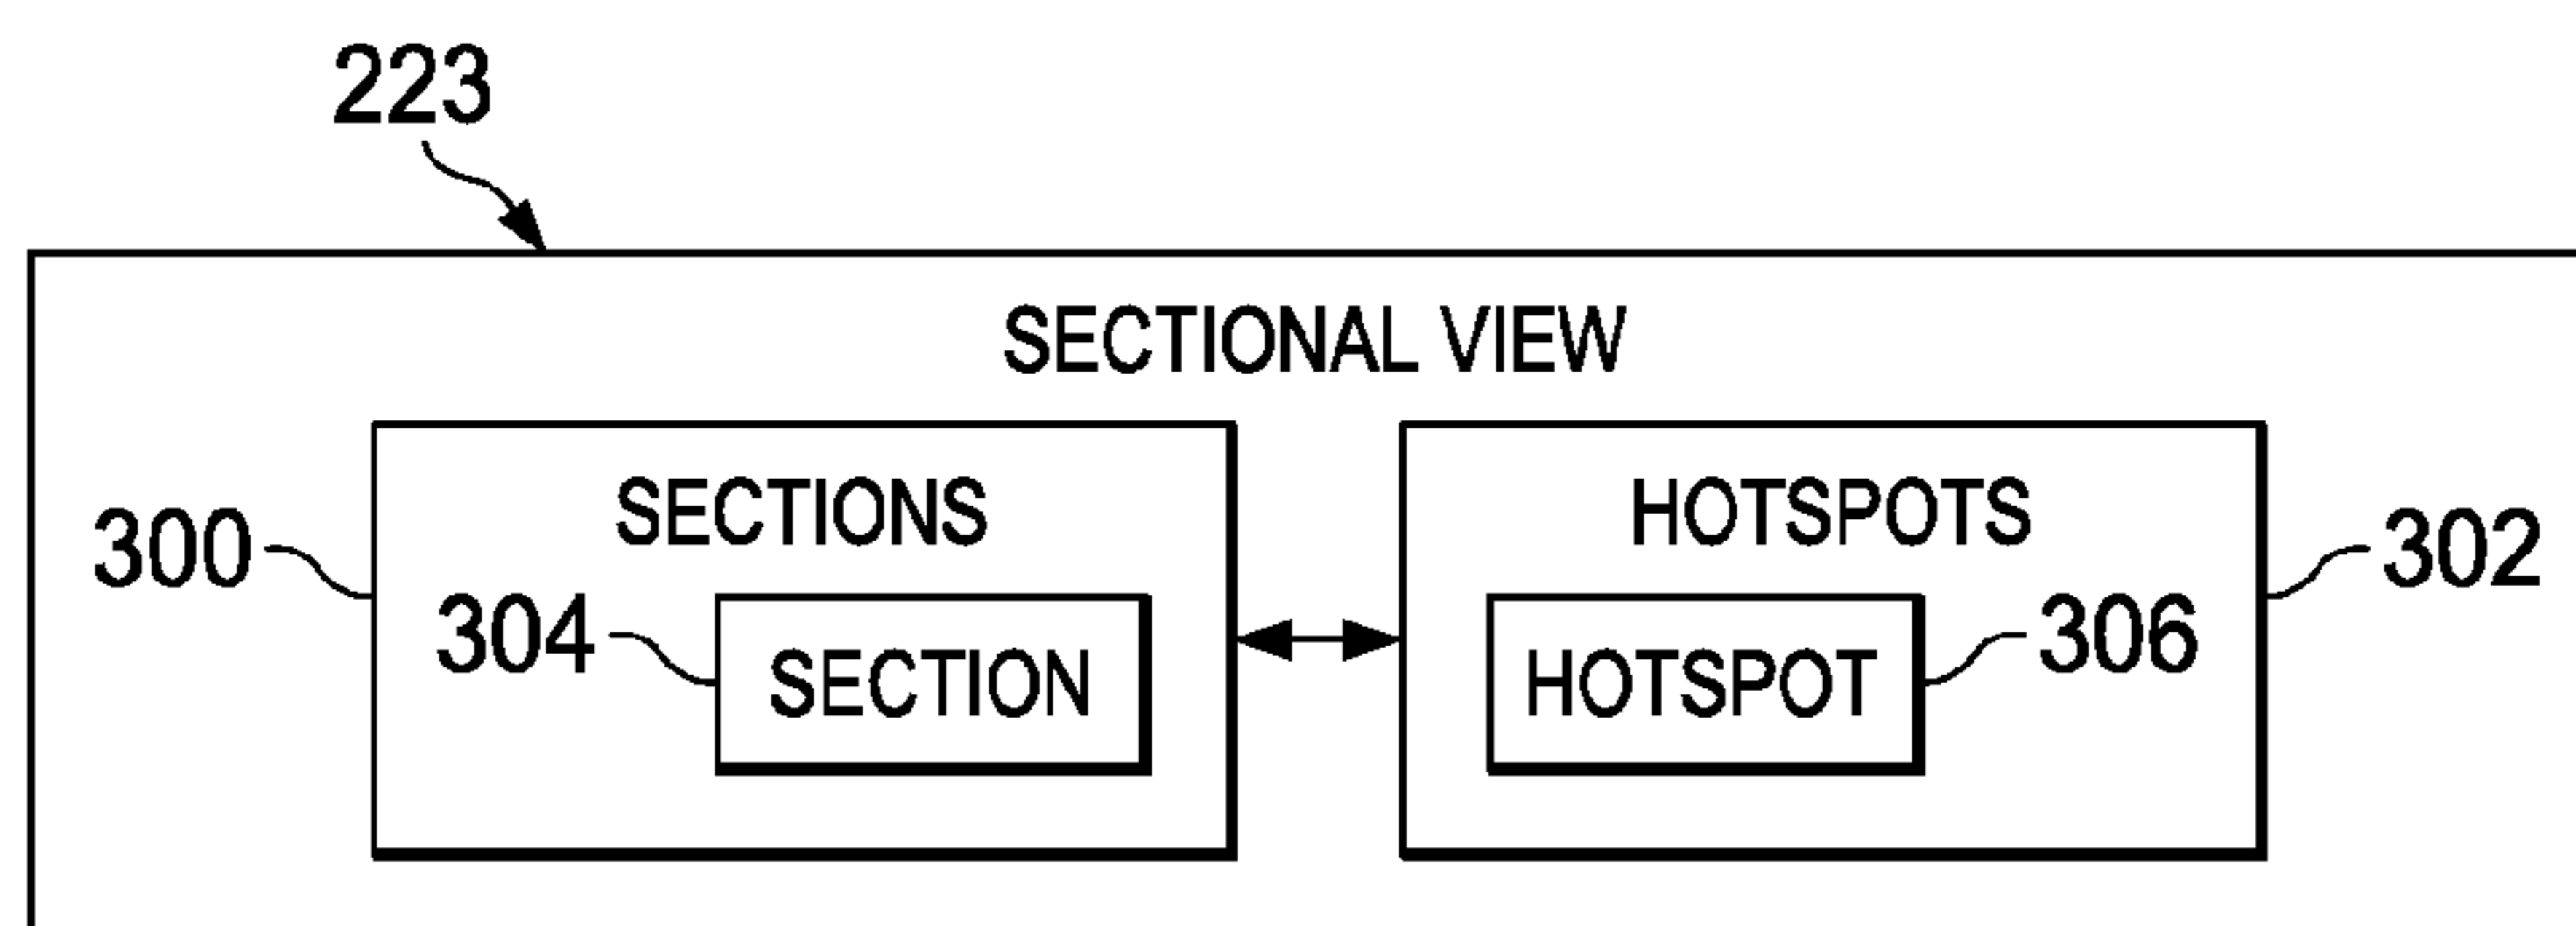 223
SECTIONAL VIEW
SECTIONS
HOTSPOTS
300
302
304
306
SECTION
HOTSPOT